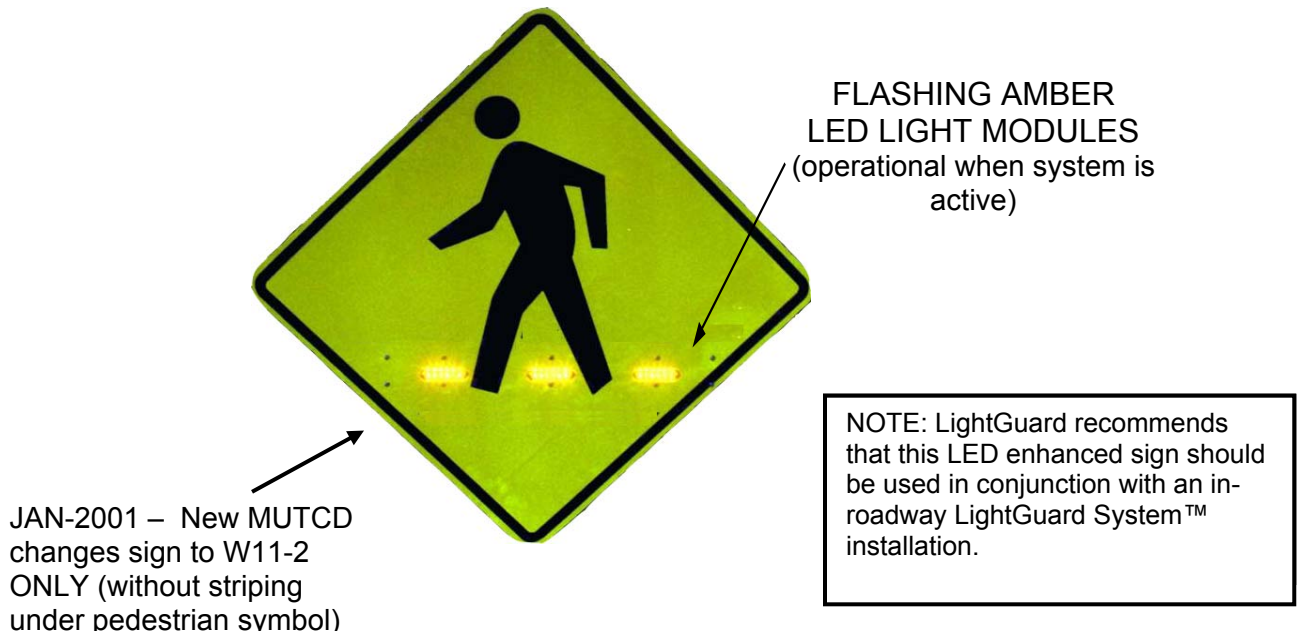 FLASHING AMBER
LED LIGHT MODULES
(operational when system is
active)
NOTE: LightGuard recommends
that this LED enhanced sign should
be used in conjunction with an in-
roadway LightGuard System™
installation.
JAN-2001 – New MUTCD
changes sign to W11-2
ONLY (without striping
under pedestrian symbol)